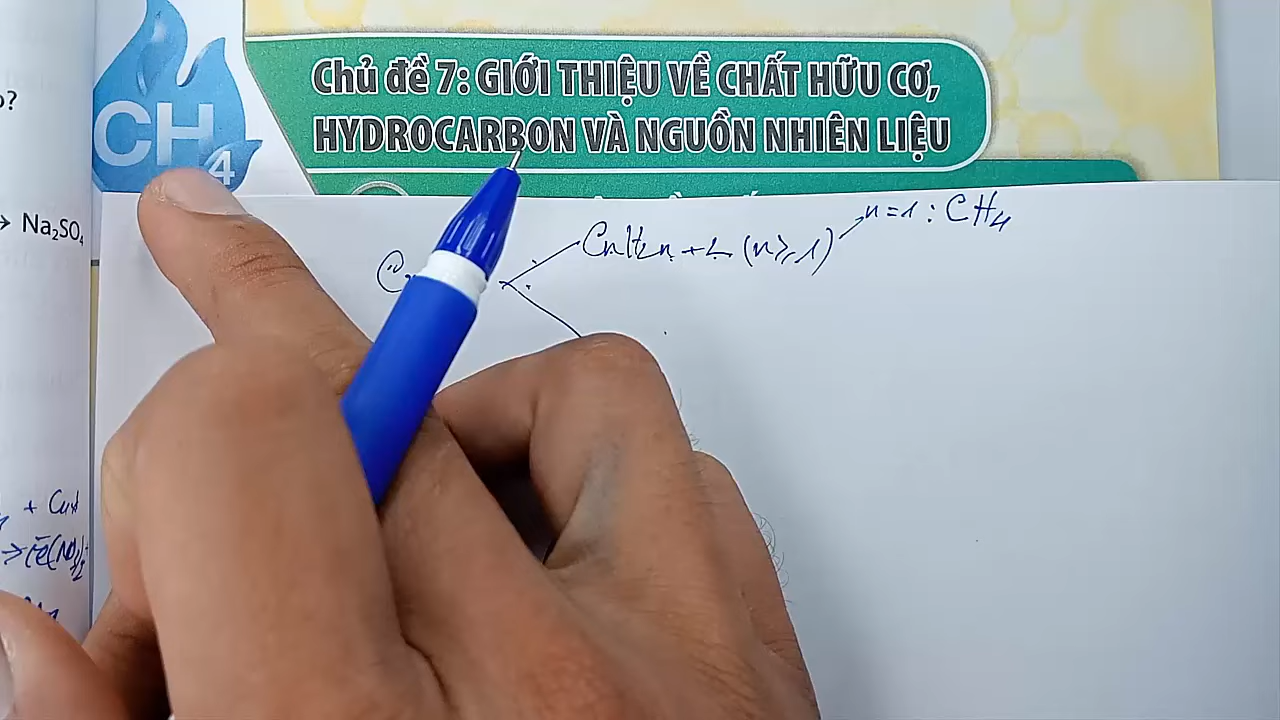 CH4
Chủ đề 7: GIỚI THIỆU VỀ CHẤT HỮU CƠ,
HYDROCARBON VÀ NGUỒN NHIÊN LIỆU
→ Na₂SO₄
CnH2n+2 (n≥1)
n=1: CH4